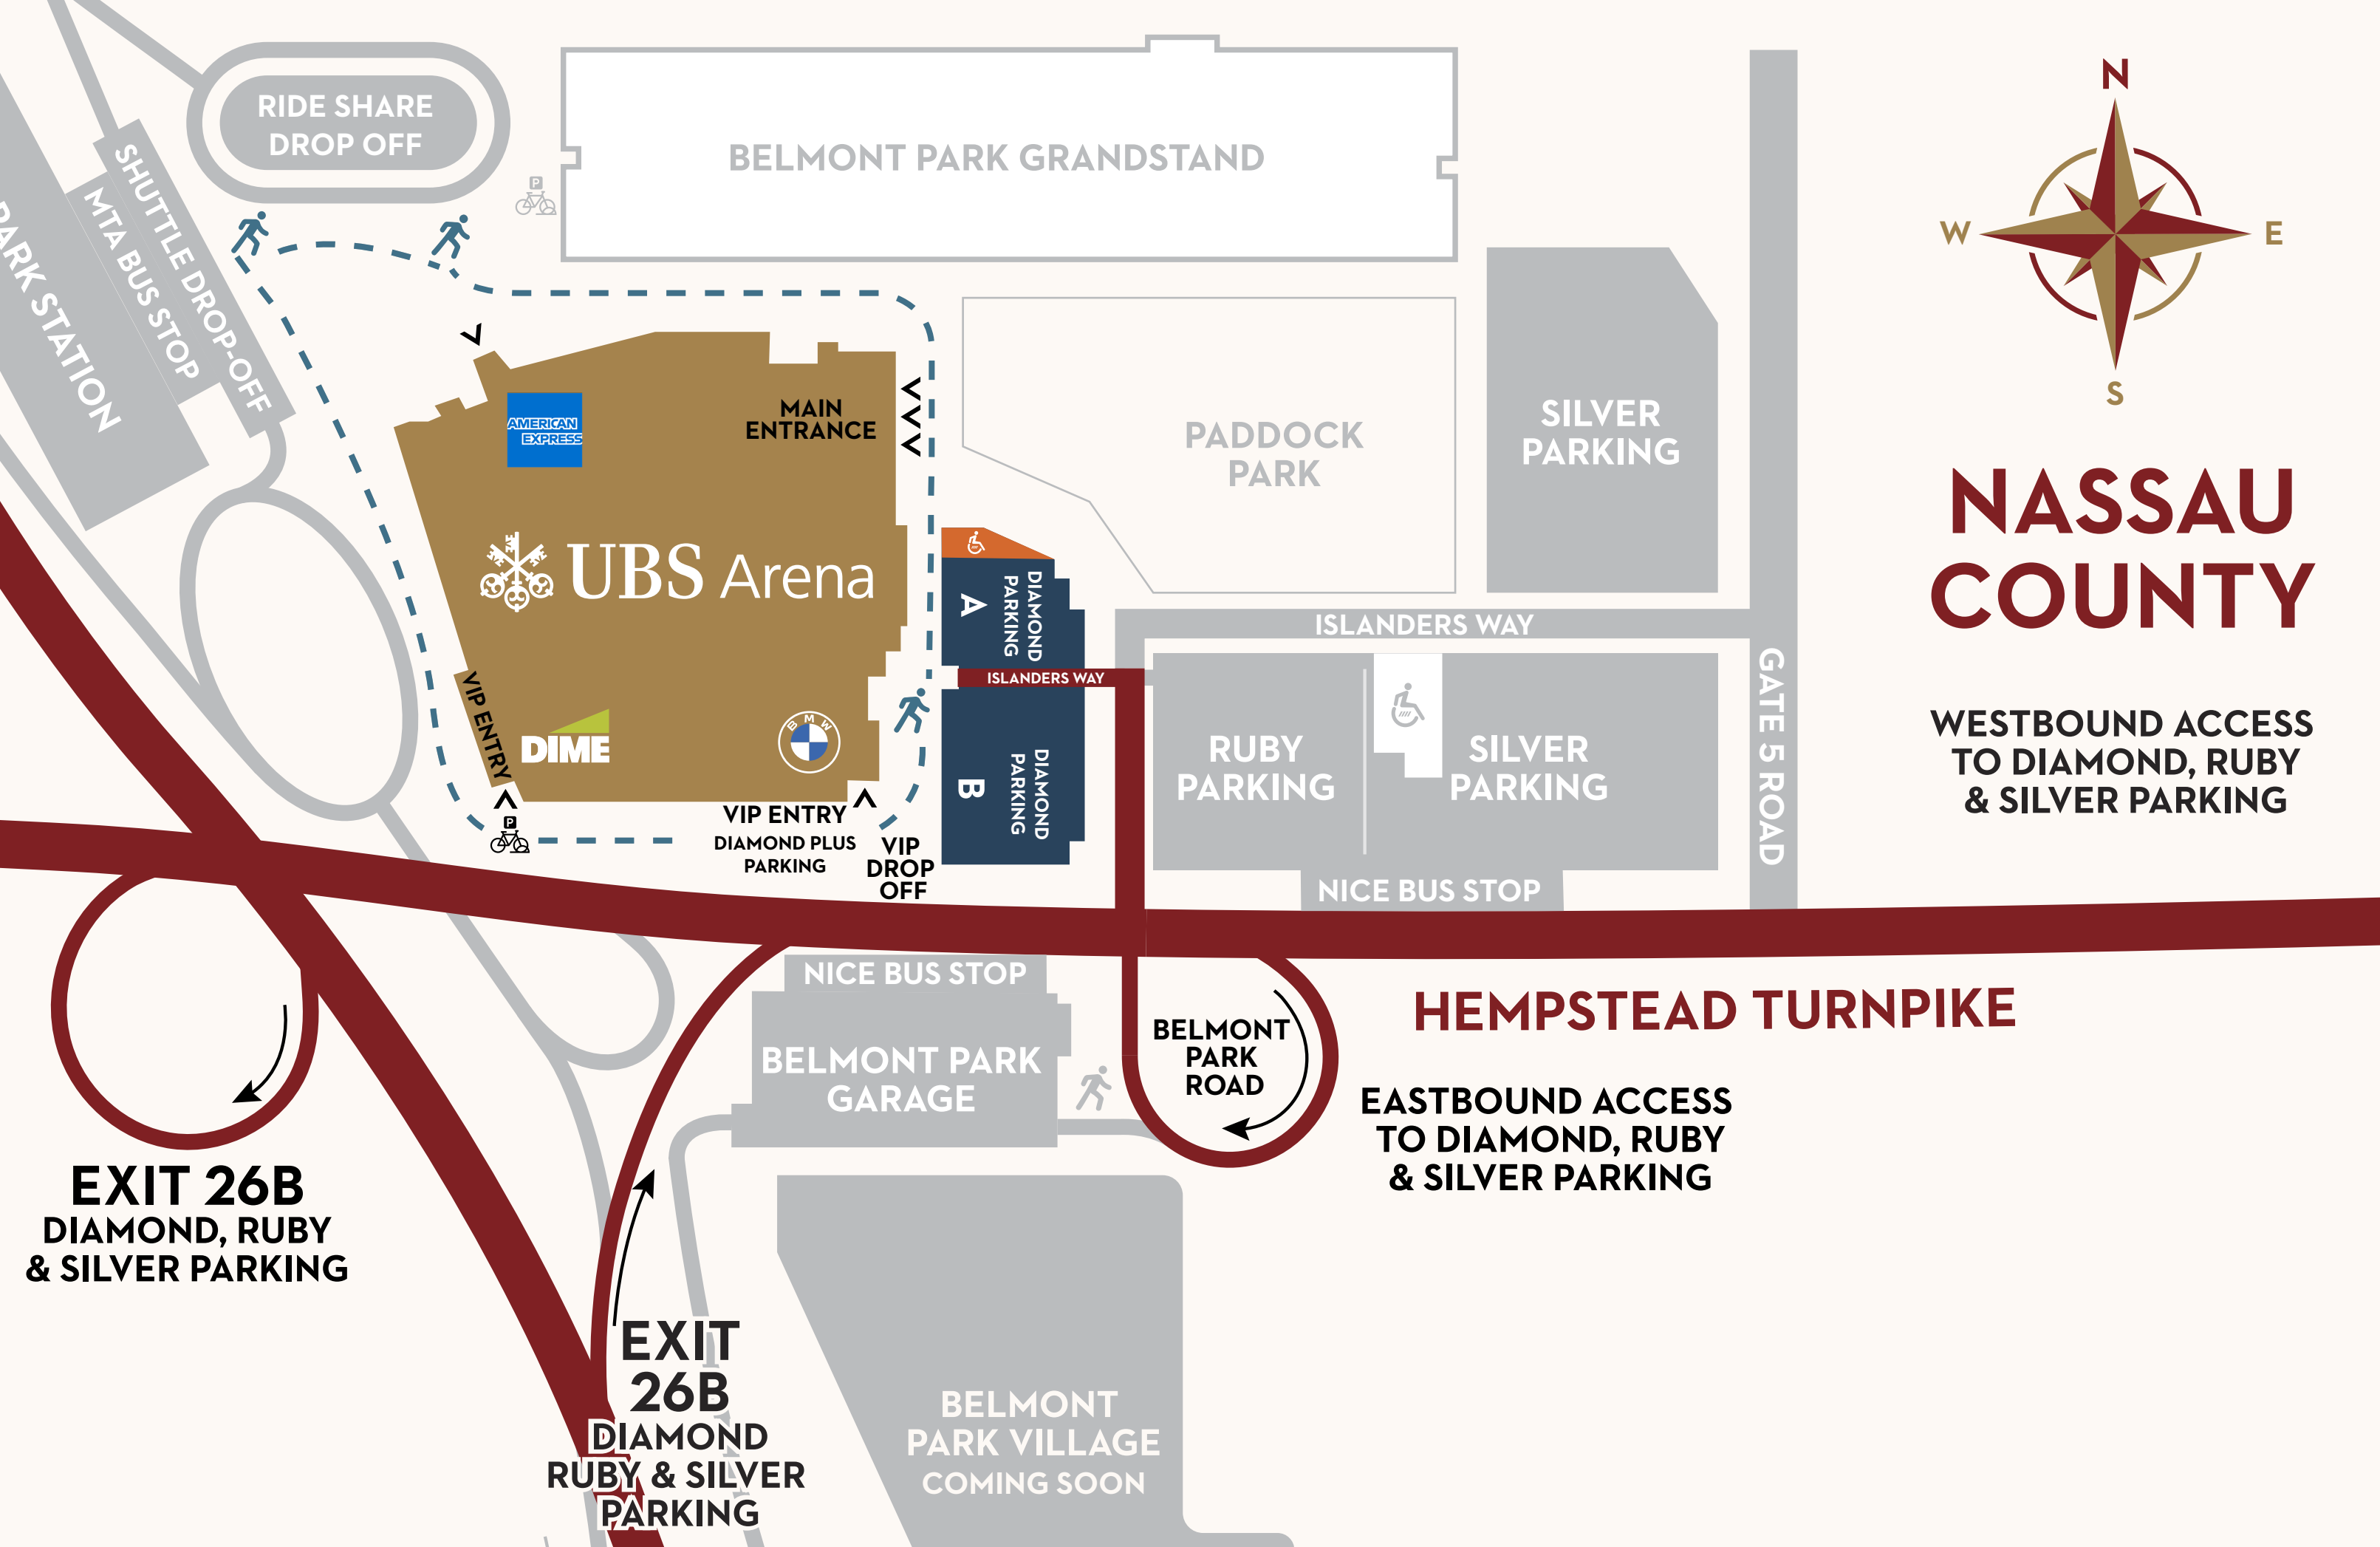 RIDE SHARE
DROP OFF
SHUTTLE DROP-OFF
MTA BUS STOP
PARK STATION
P
BELMONT PARK GRANDSTAND
N
W
E
S
AMERICAN
EXPRESS
MAIN
ENTRANCE
PADDOCK
PARK
SILVER
PARKING
NASSAU
COUNTY
UBS Arena
DIAMOND
PARKING
A
ISLANDERS WAY
ISLANDERS WAY
GATE 5 ROAD
WESTBOUND ACCESS
TO DIAMOND, RUBY
& SILVER PARKING
VIP ENTRY
DIME
BMW
DIAMOND
PARKING
B
RUBY
PARKING
SILVER
PARKING
P
VIP ENTRY
DIAMOND PLUS
PARKING
VIP
DROP
OFF
NICE BUS STOP
NICE BUS STOP
BELMONT PARK
GARAGE
BELMONT
PARK
ROAD
HEMPSTEAD TURNPIKE
EASTBOUND ACCESS
TO DIAMOND, RUBY
& SILVER PARKING
EXIT 26B
DIAMOND, RUBY
& SILVER PARKING
EXIT
26B
DIAMOND
RUBY & SILVER
PARKING
BELMONT
PARK VILLAGE
COMING SOON